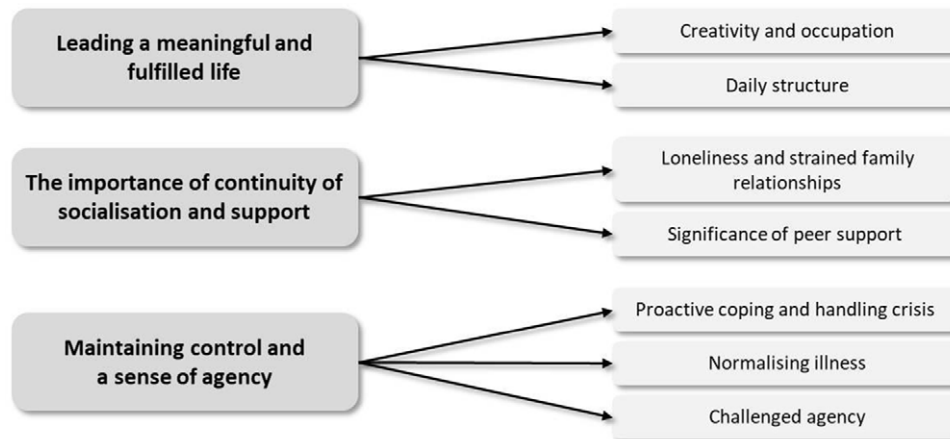 Leading a meaningful and
fulfilled life
Creativity and occupation
Daily structure
The importance of continuity of
socialisation and support
Loneliness and strained family
relationships
Significance of peer support
Maintaining control and
a sense of agency
Proactive coping and handling crisis
Normalising illness
Challenged agency